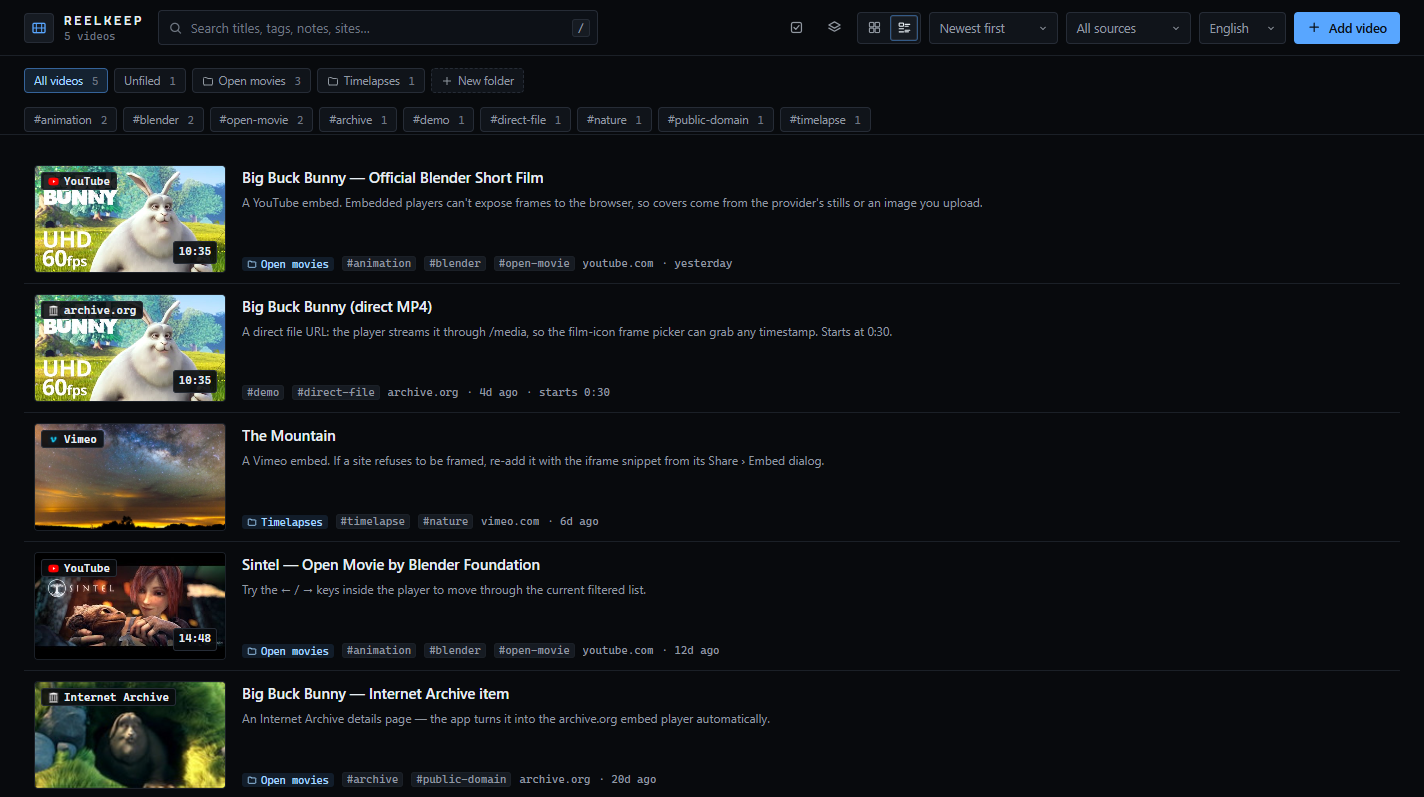 REELKEEP
5 videos
Search titles, tags, notes, sites...
/
Newest first
All sources
English
+ Add video
All videos 5
Unfiled 1
Open movies 3
Timelapses 1
+ New folder
#animation 2
#blender 2
#open-movie 2
#archive 1
#demo 1
#direct-file 1
#nature 1
#public-domain 1
#timelapse 1
YouTube
BUNNY
UHD
60fps
10:35
Big Buck Bunny — Official Blender Short Film
A YouTube embed. Embedded players can't expose frames to the browser, so covers come from the provider's stills or an image you upload.
Open movies #animation #blender #open-movie youtube.com · yesterday
archive.org
BUNNY
UHD
60fps
10:35
Big Buck Bunny (direct MP4)
A direct file URL: the player streams it through /media, so the film-icon frame picker can grab any timestamp. Starts at 0:30.
#demo #direct-file archive.org · 4d ago · starts 0:30
Vimeo
The Mountain
A Vimeo embed. If a site refuses to be framed, re-add it with the iframe snippet from its Share › Embed dialog.
Timelapses #timelapse #nature vimeo.com · 6d ago
YouTube
SINTEL
14:48
Sintel — Open Movie by Blender Foundation
Try the ← / → keys inside the player to move through the current filtered list.
Open movies #animation #blender #open-movie youtube.com · 12d ago
Internet Archive
Big Buck Bunny — Internet Archive item
An Internet Archive details page — the app turns it into the archive.org embed player automatically.
Open movies #archive #public-domain archive.org · 20d ago